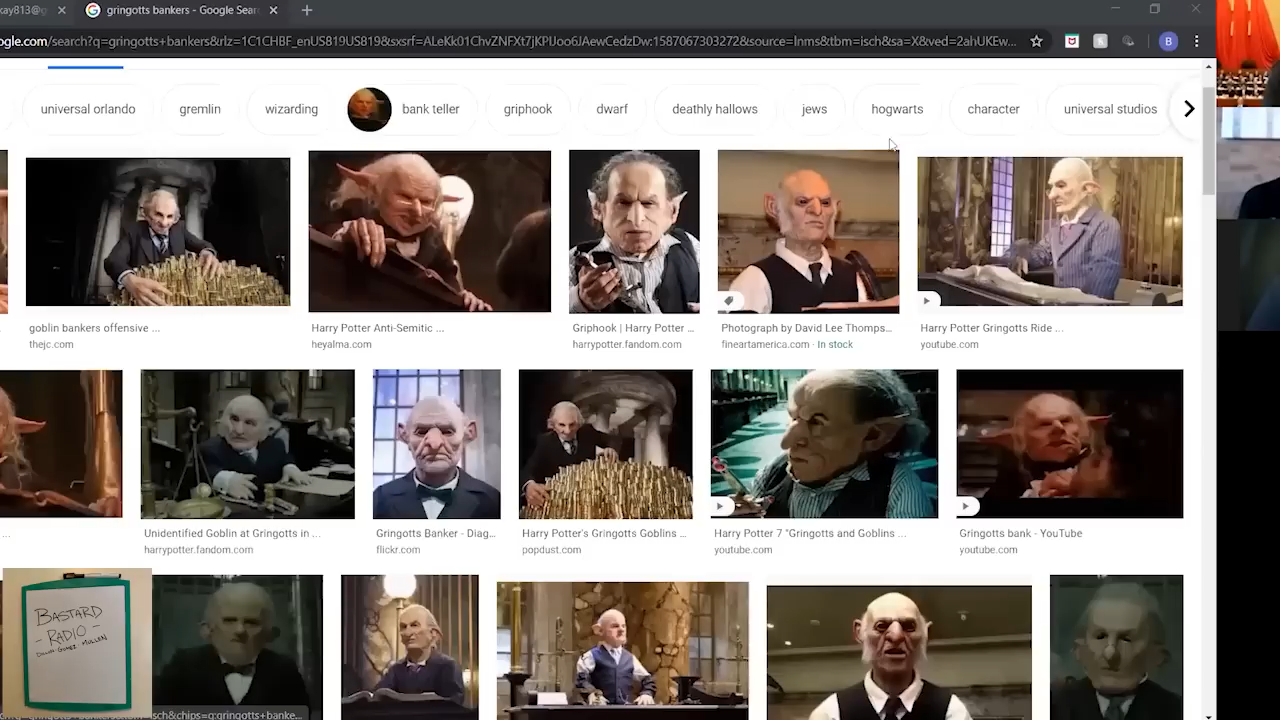 kay813@g
gringotts bankers - Google Sear
gle.com/search?q=gringotts+bankers&rlz=1C1CHBF_enUS819US819&sxsrf=ALeKk01ChvZNFXt7jKPIJoo6JAewCedzDw:1587067303272&source=lnms&tbm=isch&sa=X&ved=2ahUKEw...
B
universal orlando
gremlin
wizarding
bank teller
griphook
dwarf
deathly hallows
jews
hogwarts
character
universal studios
goblin bankers offensive ...
thejc.com
Harry Potter Anti-Semitic ...
heyalma.com
Griphook | Harry Potter ...
harrypotter.fandom.com
Photograph by David Lee Thomps...
fineartamerica.com · In stock
Harry Potter Gringotts Ride ...
youtube.com
...
Unidentified Goblin at Gringotts in ...
harrypotter.fandom.com
Gringotts Banker - Diag...
flickr.com
Harry Potter's Gringotts Goblins ...
popdust.com
Harry Potter 7 "Gringotts and Goblins ...
youtube.com
Gringotts bank - YouTube
youtube.com
BASTARD
- RADIO -
DILLON GOMEZ MULLEN